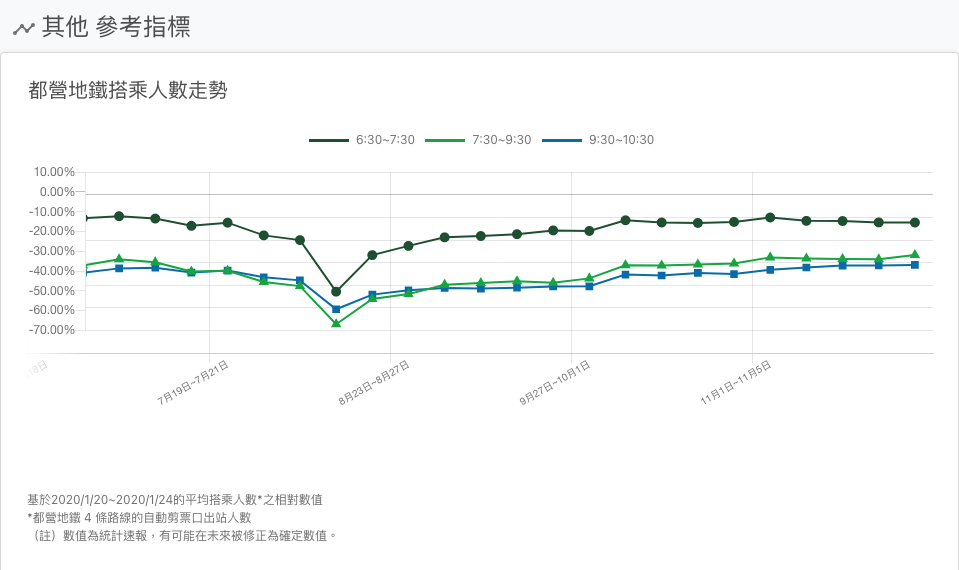 其他 參考指標
都營地鐵搭乘人數走勢
6:30~7:30 7:30~9:30 9:30~10:30
10.00%
0.00%
-10.00%
-20.00%
-30.00%
-40.00%
-50.00%
-60.00%
-70.00%
7月19日~7月21日
8月23日~8月27日
9月27日~10月1日
11月1日~11月5日
基於2020/1/20~2020/1/24的平均搭乘人數*之相對數值
*都營地鐵 4 條路線的自動剪票口出站人數
（註）數值為統計速報，有可能在未來被修正為確定數值。